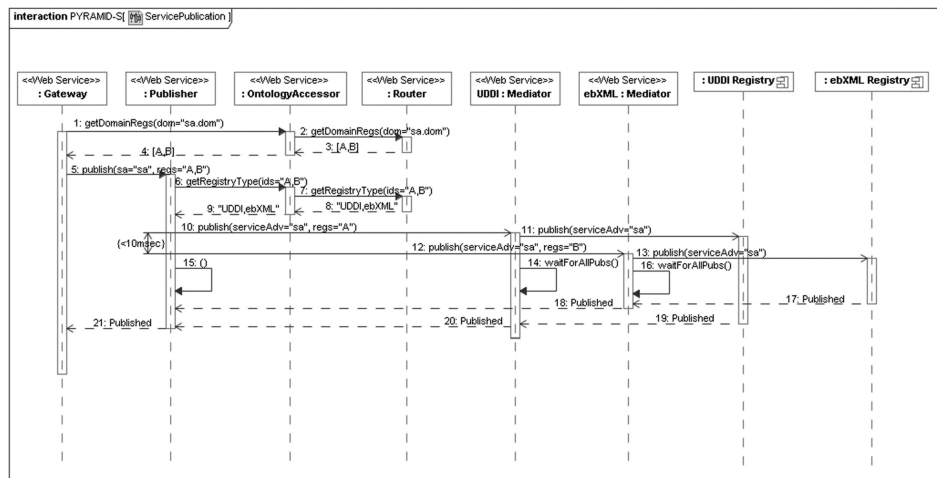 interaction PYRAMID-S[ ServicePublication ]
<<Web Service>> <<Web Service>> <<Web Service>> <<Web Service>> <<Web Service>> <<Web Service>> : UDDI Registry : ebXML Registry
: Gateway : Publisher : OntologyAccessor : Router UDDI : Mediator ebXML : Mediator
1: getDomainRegs(dom="sa.dom")
2: getDomainRegs(dom="sa.dom")
3: [A,B]
4: [A,B]
5: publish(sa="sa", regs="A,B")
6: getRegistryType(ids="A,B")
7: getRegistryType(ids="A,B")
9: "UDDI,ebXML" 8: "UDDI,ebXML"
10: publish(serviceAdv="sa", regs="A") 11: publish(serviceAdv="sa")
{<10msec}
12: publish(serviceAdv="sa", regs="B") 13: publish(serviceAdv="sa")
15: () 14: waitForAllPubs() 16: waitForAllPubs()
18: Published 17: Published
21: Published 20: Published 19: Published